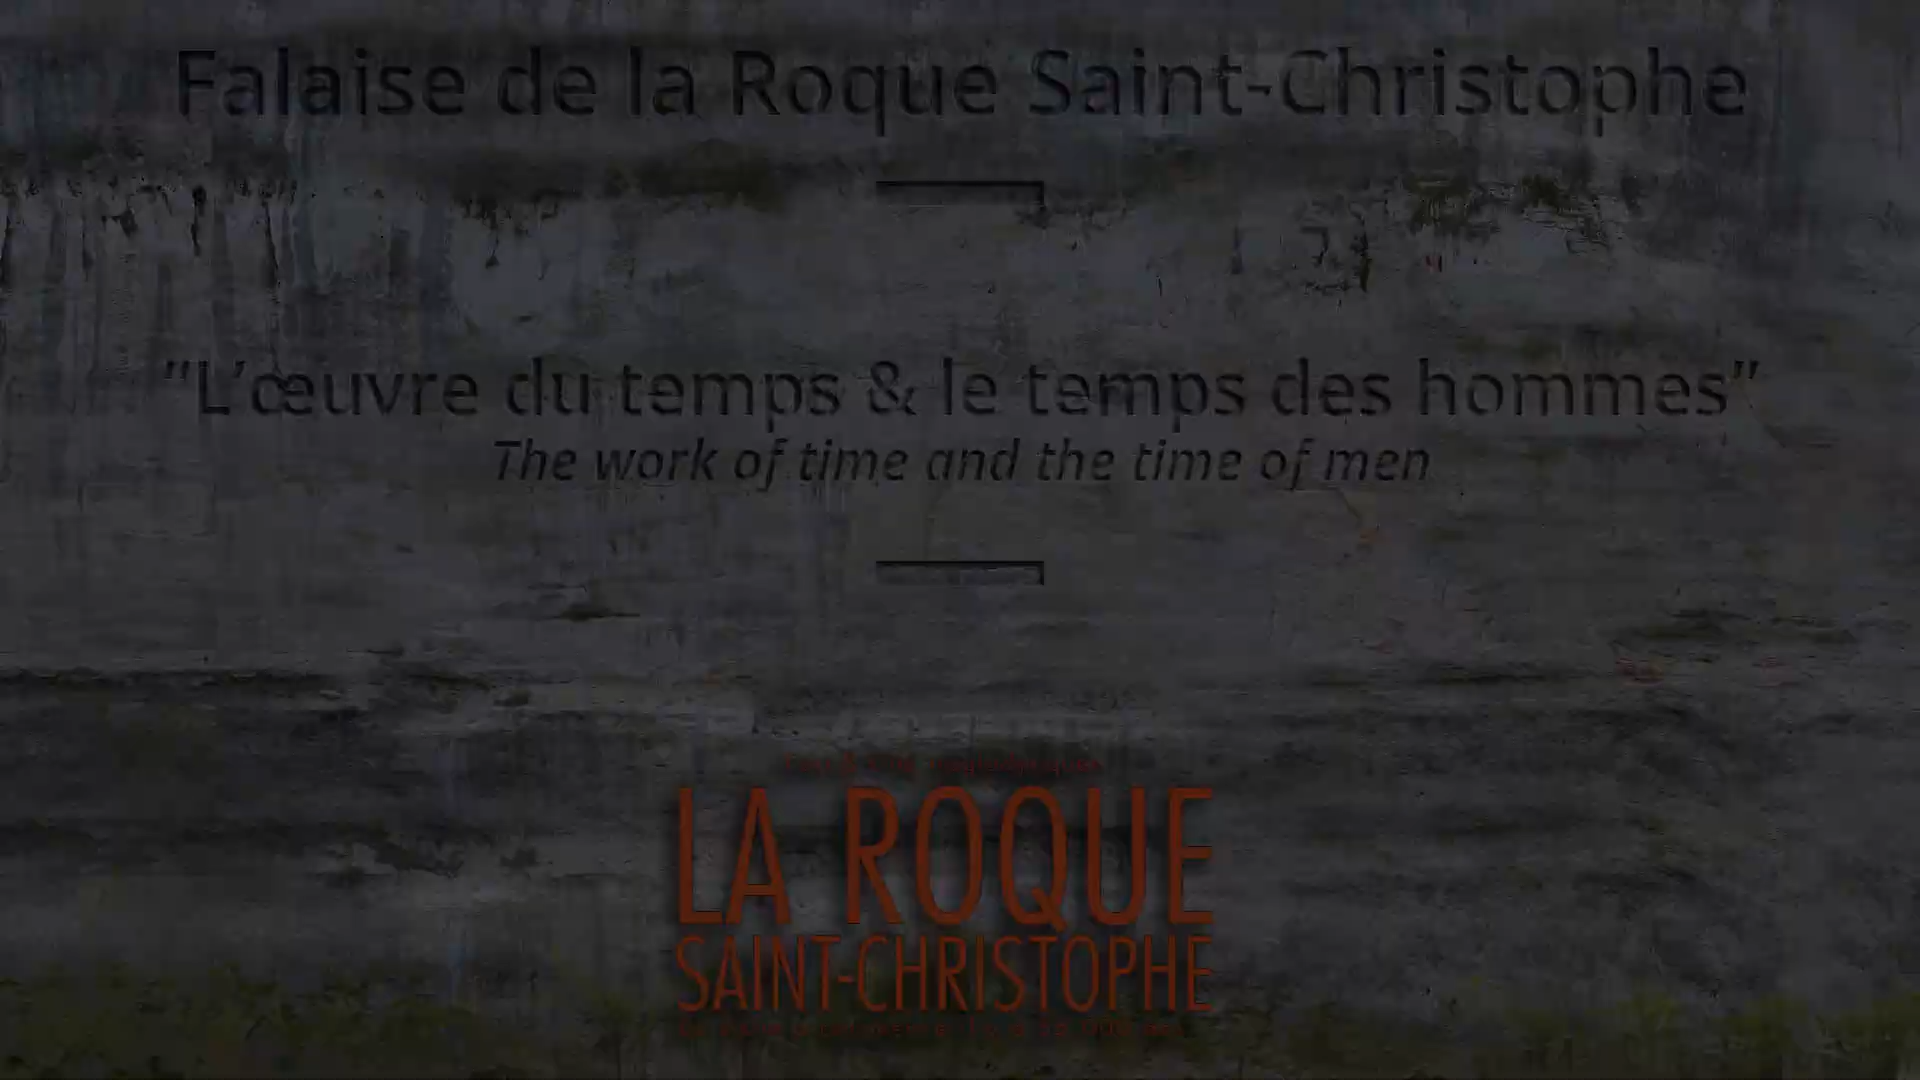 Falaise de la Roque Saint-Christophe
"L'œuvre du temps & le temps des hommes"
The work of time and the time of men
LA ROQUE
SAINT-CHRISTOPHE